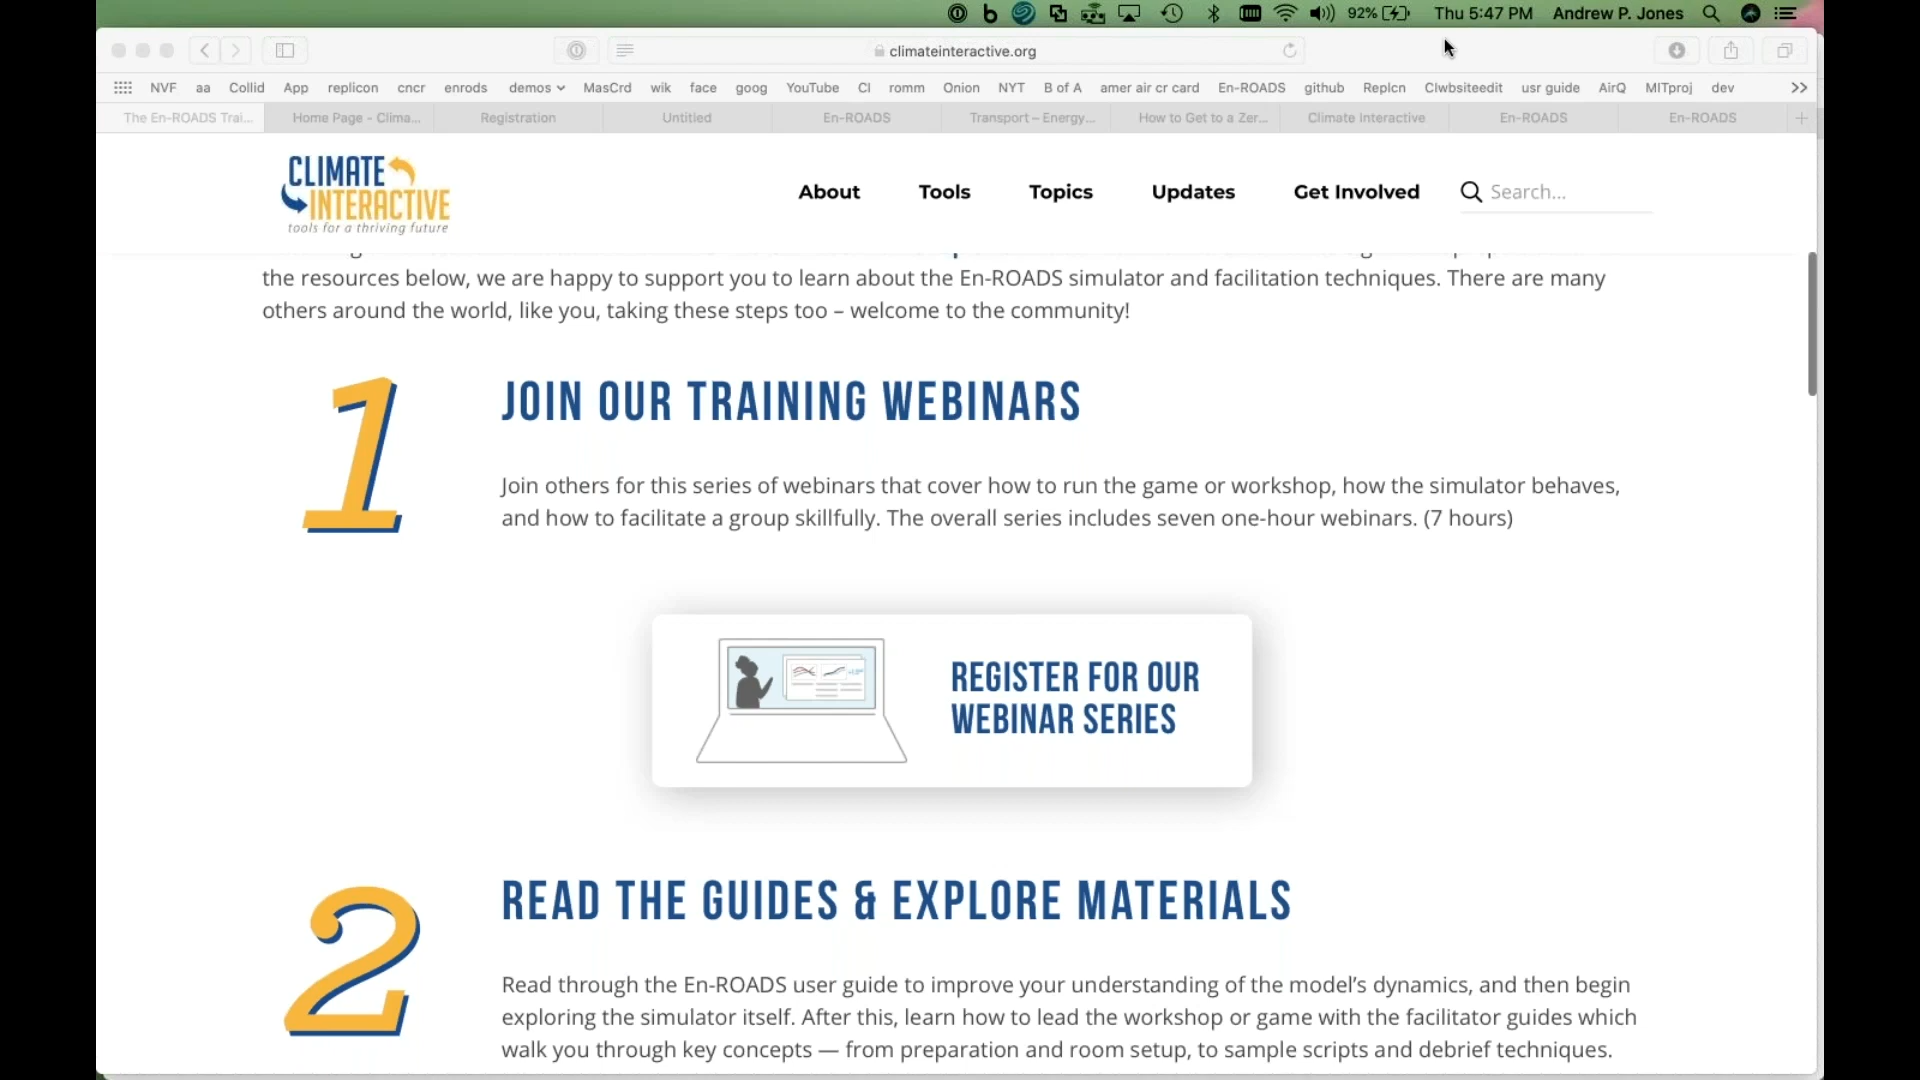 92% Thu 5:47 PM Andrew P. Jones
climateinteractive.org
NVF aa Collid App replicon cncr enrods demos MasCrd wik face goog YouTube CI romm Onion NYT B of A amer air cr card En-ROADS github Replcn CIwbsiteedit usr guide AirQ MITproj dev
The En-ROADS Trai... Home Page - Clima... Registration Untitled En-ROADS Transport – Energy... How to Get to a Zer... Climate Interactive En-ROADS En-ROADS
CLIMATE
INTERACTIVE
tools for a thriving future
About Tools Topics Updates Get Involved Search...
the resources below, we are happy to support you to learn about the En-ROADS simulator and facilitation techniques. There are many
others around the world, like you, taking these steps too – welcome to the community!
1
JOIN OUR TRAINING WEBINARS
Join others for this series of webinars that cover how to run the game or workshop, how the simulator behaves,
and how to facilitate a group skillfully. The overall series includes seven one-hour webinars. (7 hours)
REGISTER FOR OUR
WEBINAR SERIES
2
READ THE GUIDES & EXPLORE MATERIALS
Read through the En-ROADS user guide to improve your understanding of the model’s dynamics, and then begin
exploring the simulator itself. After this, learn how to lead the workshop or game with the facilitator guides which
walk you through key concepts — from preparation and room setup, to sample scripts and debrief techniques.